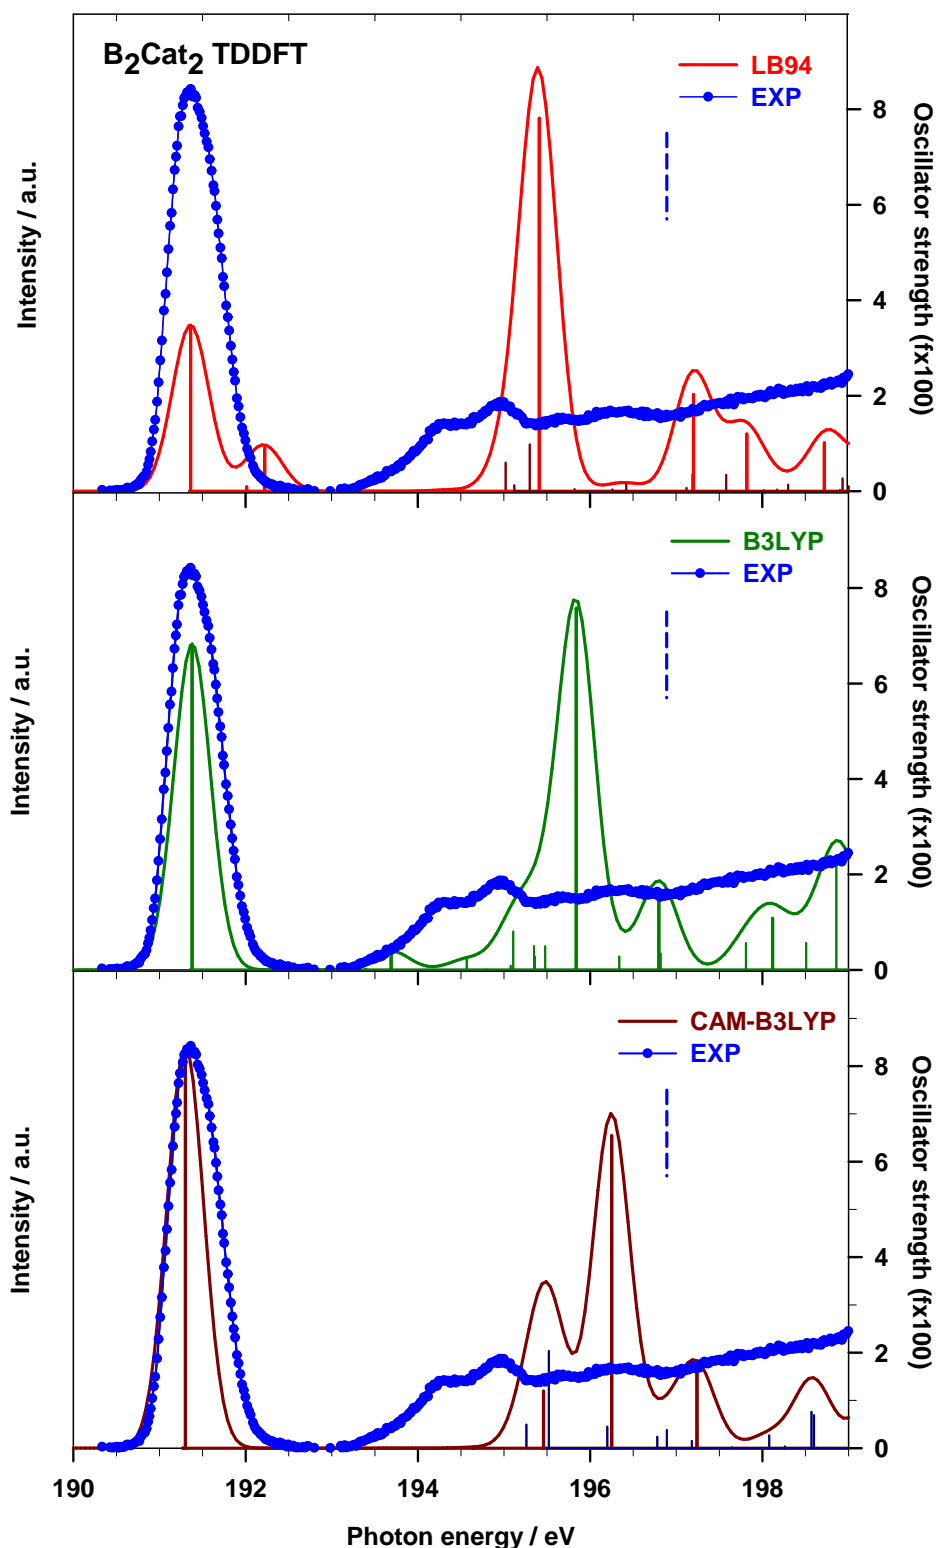 B2Cat2 TDDFT
LB94
EXP
Intensity / a.u.
8
6
4
2
0
Oscillator strength (fx100)
B3LYP
EXP
Intensity / a.u.
8
6
4
2
0
Oscillator strength (fx100)
CAM-B3LYP
EXP
Intensity / a.u.
8
6
4
2
0
Oscillator strength (fx100)
190 192 194 196 198
Photon energy / eV